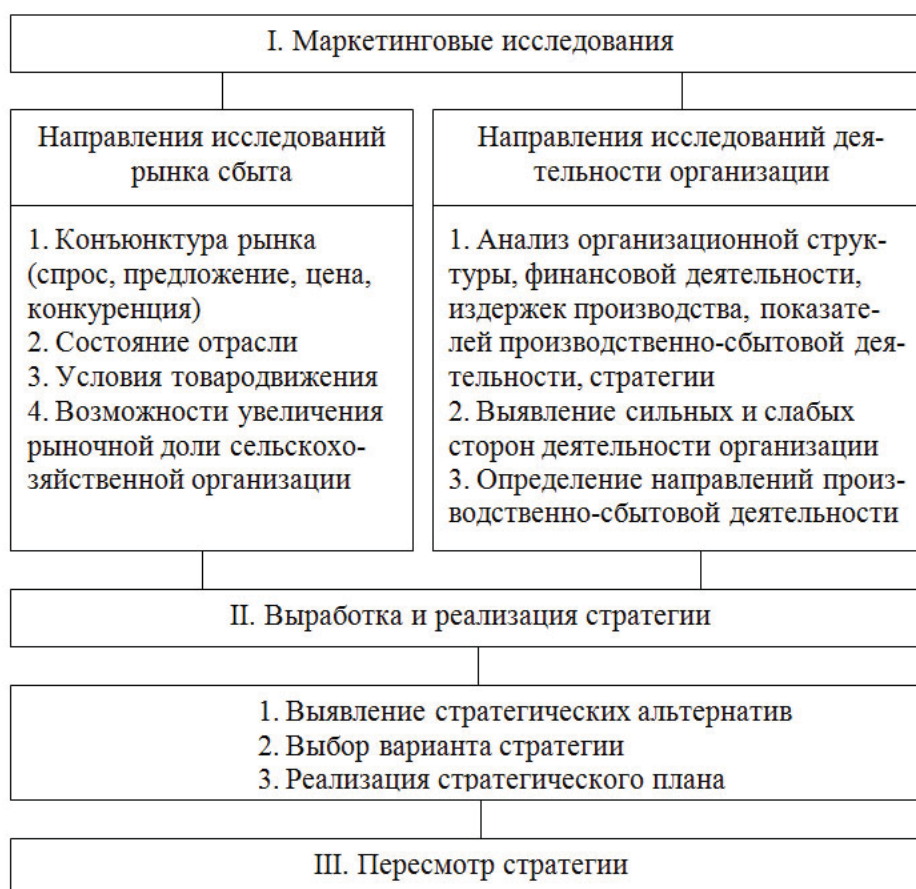 I. Маркетинговые исследования
Направления исследований
рынка сбыта
1. Конъюнктура рынка
(спрос, предложение, цена,
конкуренция)
2. Состояние отрасли
3. Условия товародвижения
4. Возможности увеличения
рыночной доли сельскохо-
зяйственной организации
Направления исследований дея-
тельности организации
1. Анализ организационной струк-
туры, финансовой деятельности,
издержек производства, показате-
лей производственно-сбытовой дея-
тельности, стратегии
2. Выявление сильных и слабых
сторон деятельности организации
3. Определение направлений произ-
водственно-сбытовой деятельности
II. Выработка и реализация стратегии
1. Выявление стратегических альтернатив
2. Выбор варианта стратегии
3. Реализация стратегического плана
III. Пересмотр стратегии